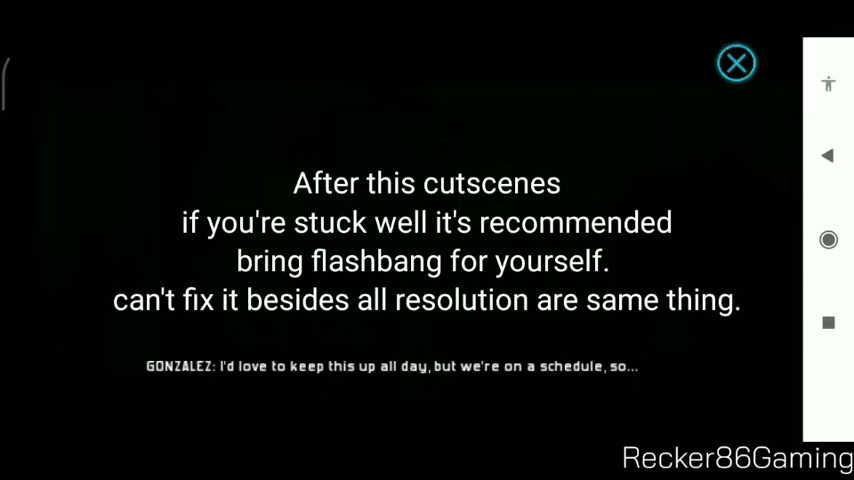 After this cutscenes
if you're stuck well it's recommended
bring flashbang for yourself.
can't fix it besides all resolution are same thing.
GONZALEZ: I'd love to keep this up all day, but we're on a schedule, so...
Recker86Gaming